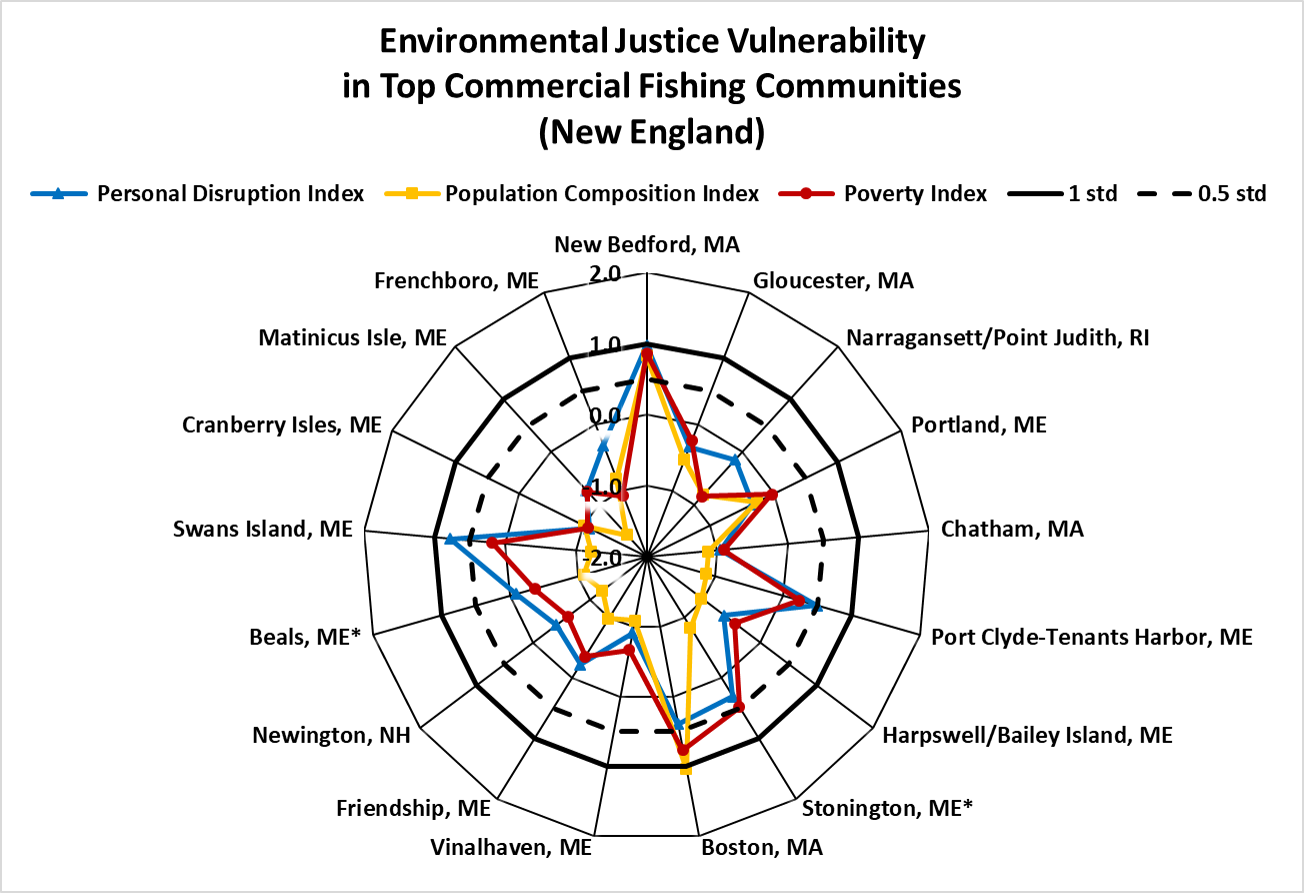 Environmental Justice Vulnerability
in Top Commercial Fishing Communities
(New England)
Personal Disruption Index Population Composition Index Poverty Index 1 std 0.5 std
New Bedford, MA
Frenchboro, ME
2.0
Gloucester, MA
Matinicus Isle, ME
1.0
Narragansett/Point Judith, RI
Cranberry Isles, ME
0.0
Portland, ME
-1.0
Swans Island, ME
Chatham, MA
-2.0
Beals, ME*
Port Clyde-Tenants Harbor, ME
Newington, NH
Harpswell/Bailey Island, ME
Friendship, ME
Stonington, ME*
Vinalhaven, ME
Boston, MA